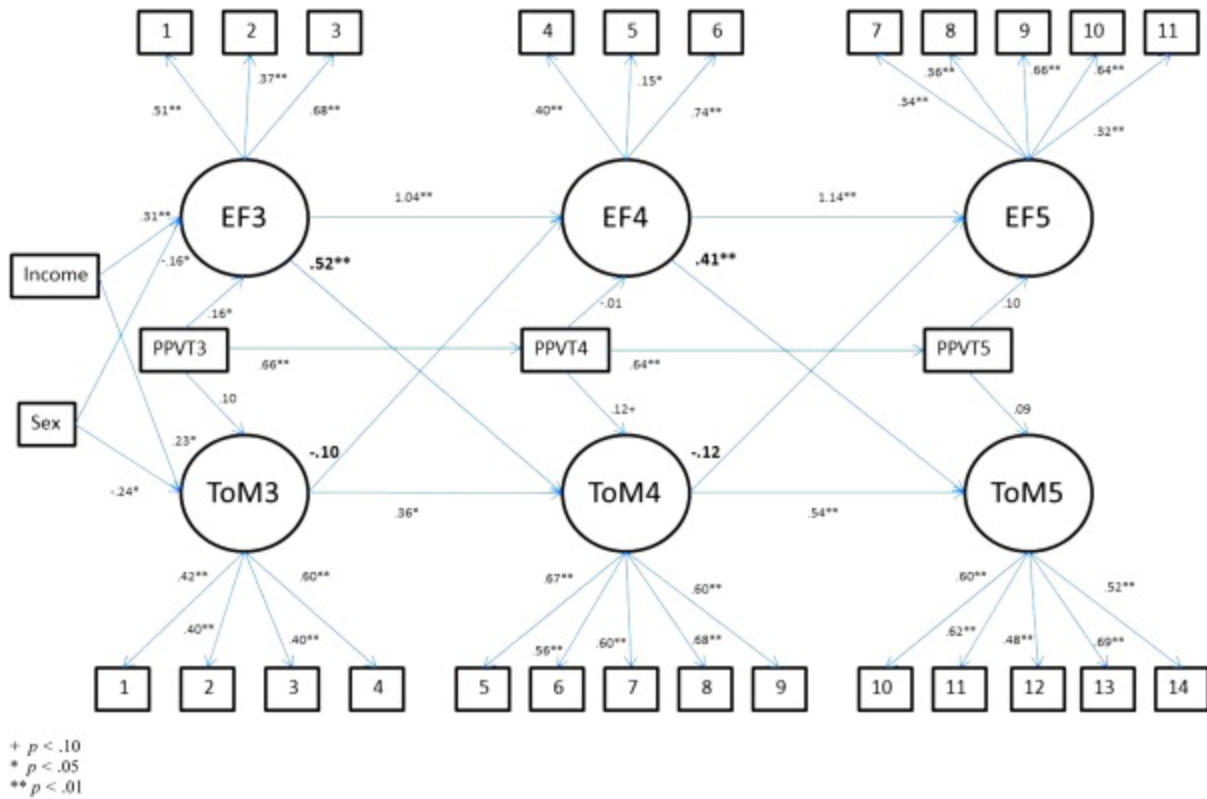 1 2 3 4 5 6 7 8 9 10 11
.37** .15* .36** .66** .64**
.51** .68** .40** .74** .34** .32**
EF3 1.04** EF4 1.14** EF5
.31**
-.16* .52** .41**
Income
.16* -.01 .10
PPVT3 PPVT4 PPVT5
.66** .64**
.10 .12+ .09
Sex
.23* -.10 -.12
-.24* ToM3 ToM4 ToM5
.36* .54**
.42** .60** .67** .60** .60** .52**
.40** .40** .56** .60** .68** .62** .48** .69**
1 2 3 4 5 6 7 8 9 10 11 12 13 14
+ p < .10
* p < .05
** p < .01